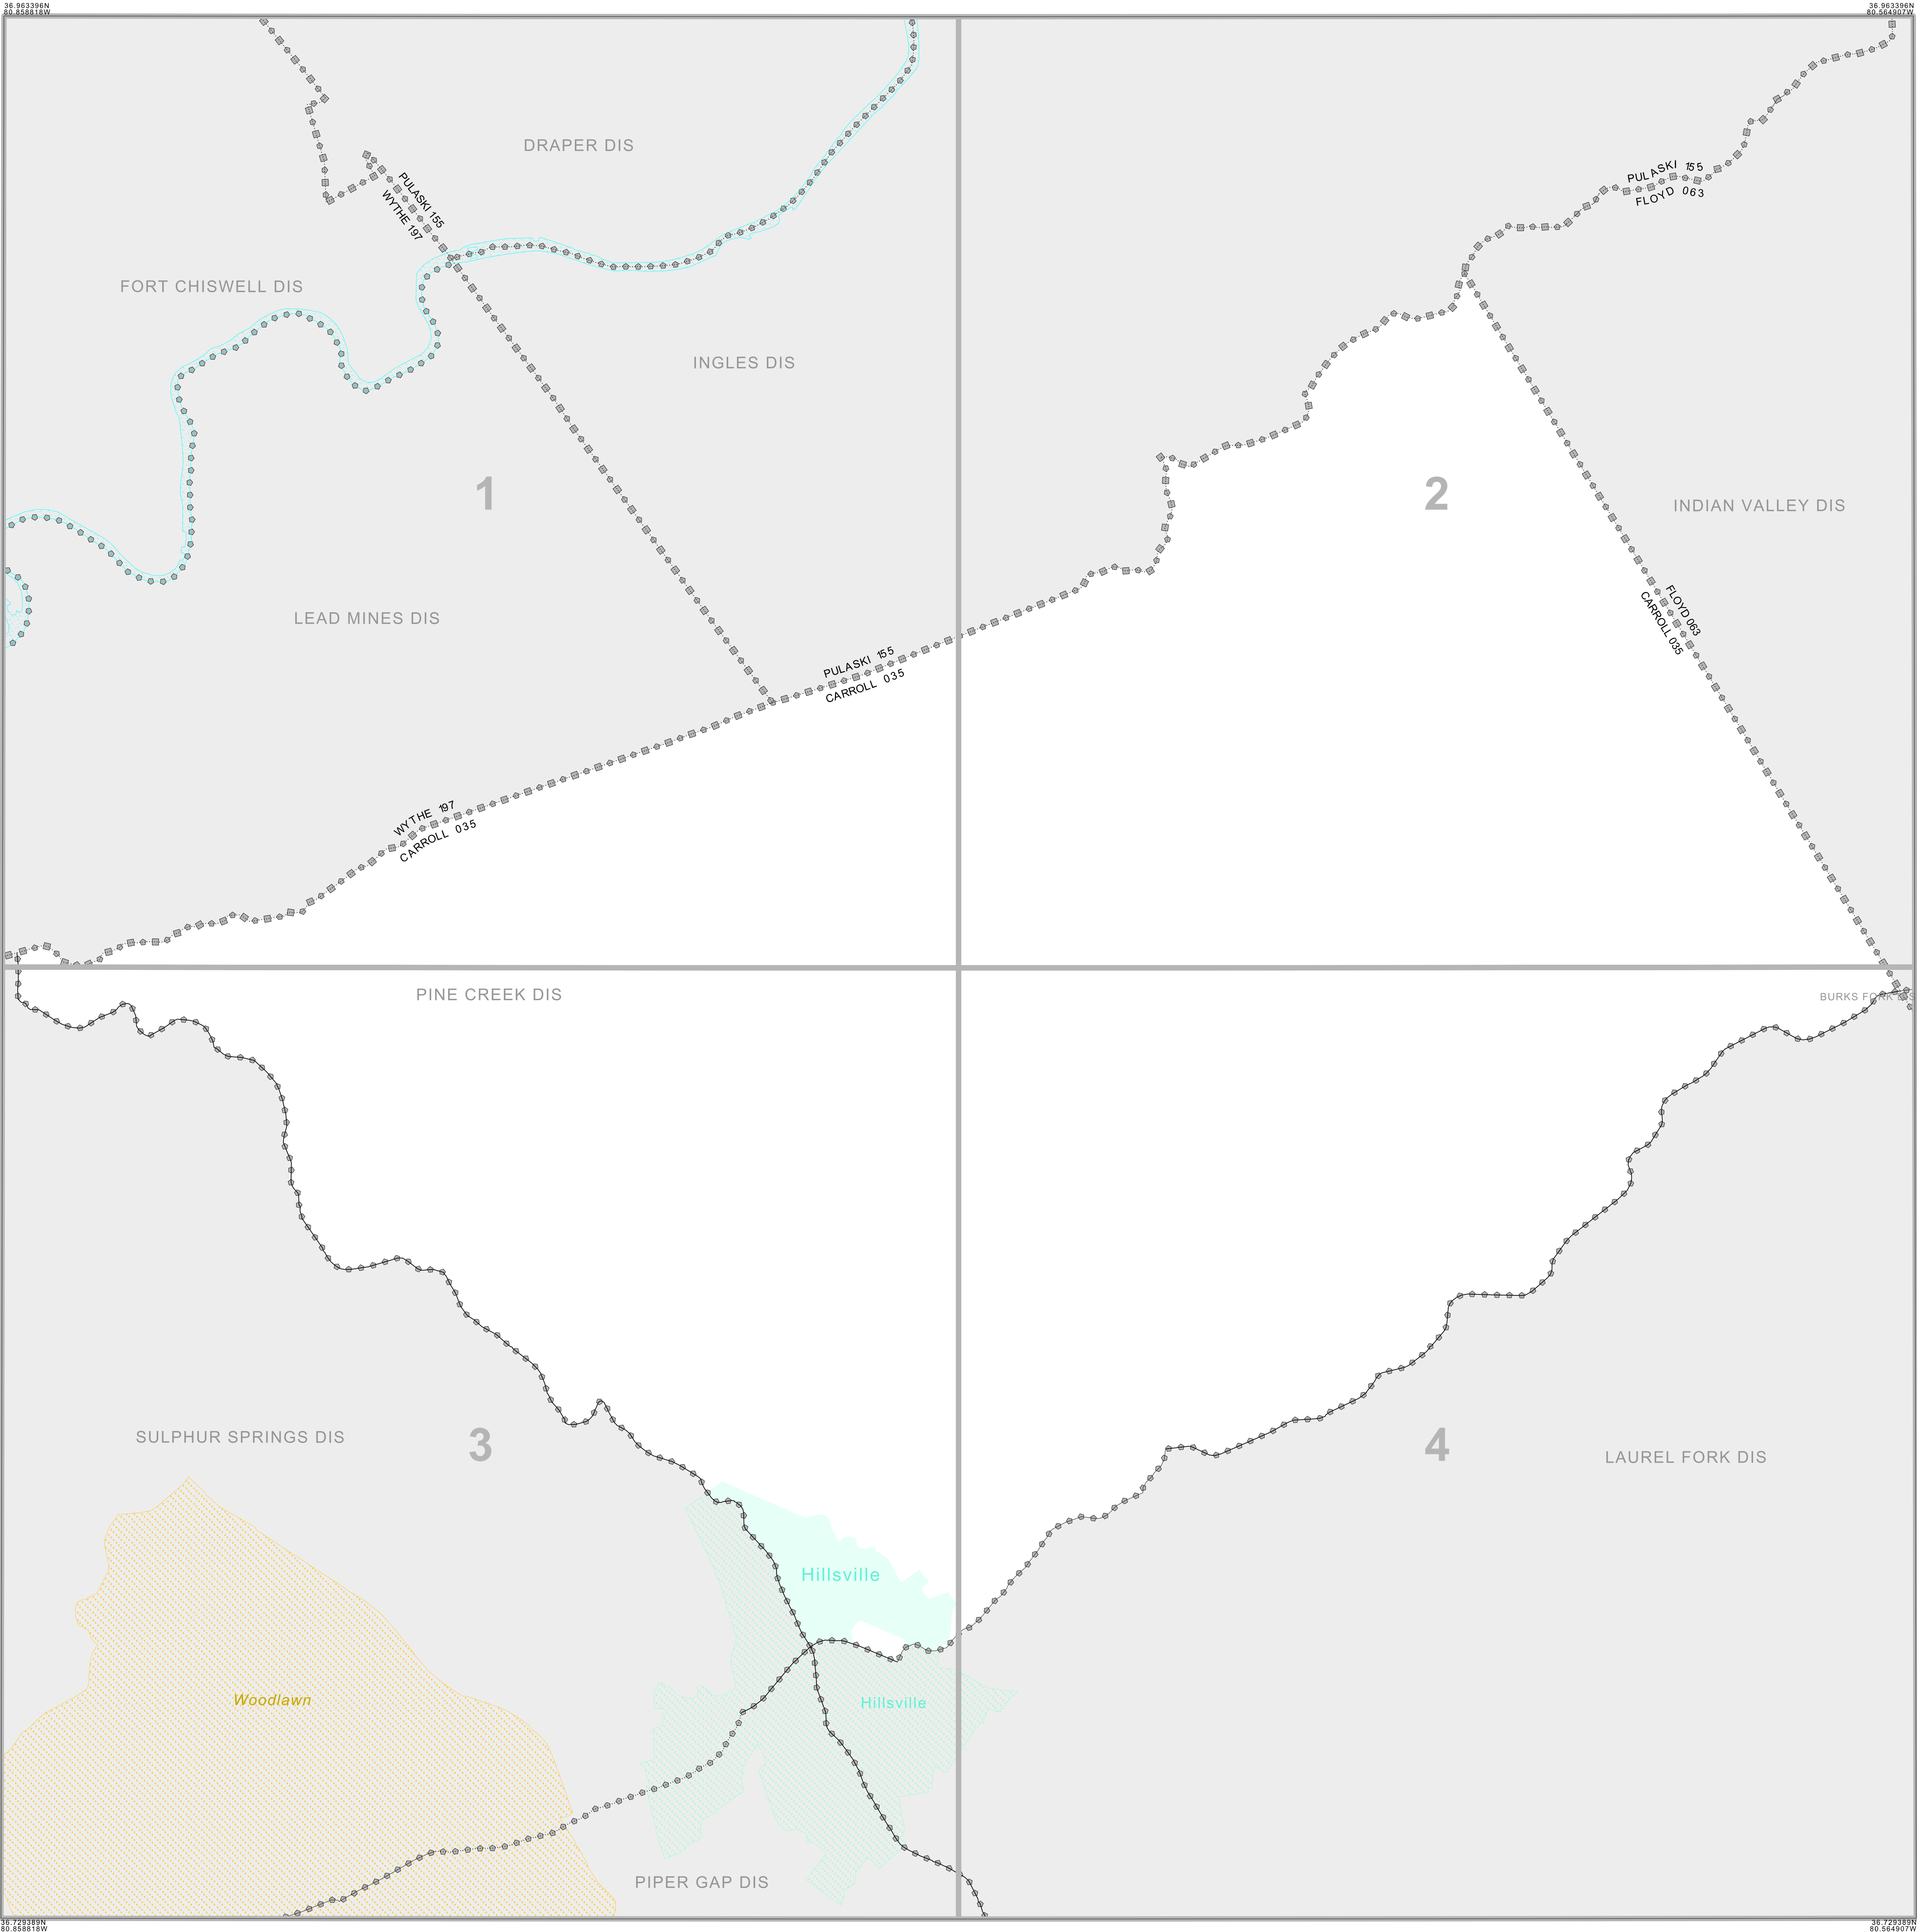 36.963396N
80.858818W
36.963396N
80.564907W
DRAPER DIS
PULASKI 155
WYTHE 197
PULASKI 155
FLOYD 063
FORT CHISWELL DIS
INGLES DIS
1
2
INDIAN VALLEY DIS
LEAD MINES DIS
FLOYD 063
CARROLL 035
PULASKI 155
CARROLL 035
WYTHE 197
CARROLL 035
PINE CREEK DIS
BURKS FORK DIS
SULPHUR SPRINGS DIS
3
4
LAUREL FORK DIS
Hillsville
Woodlawn
Hillsville
PIPER GAP DIS
36.729389N
80.858818W
36.729389N
80.564907W